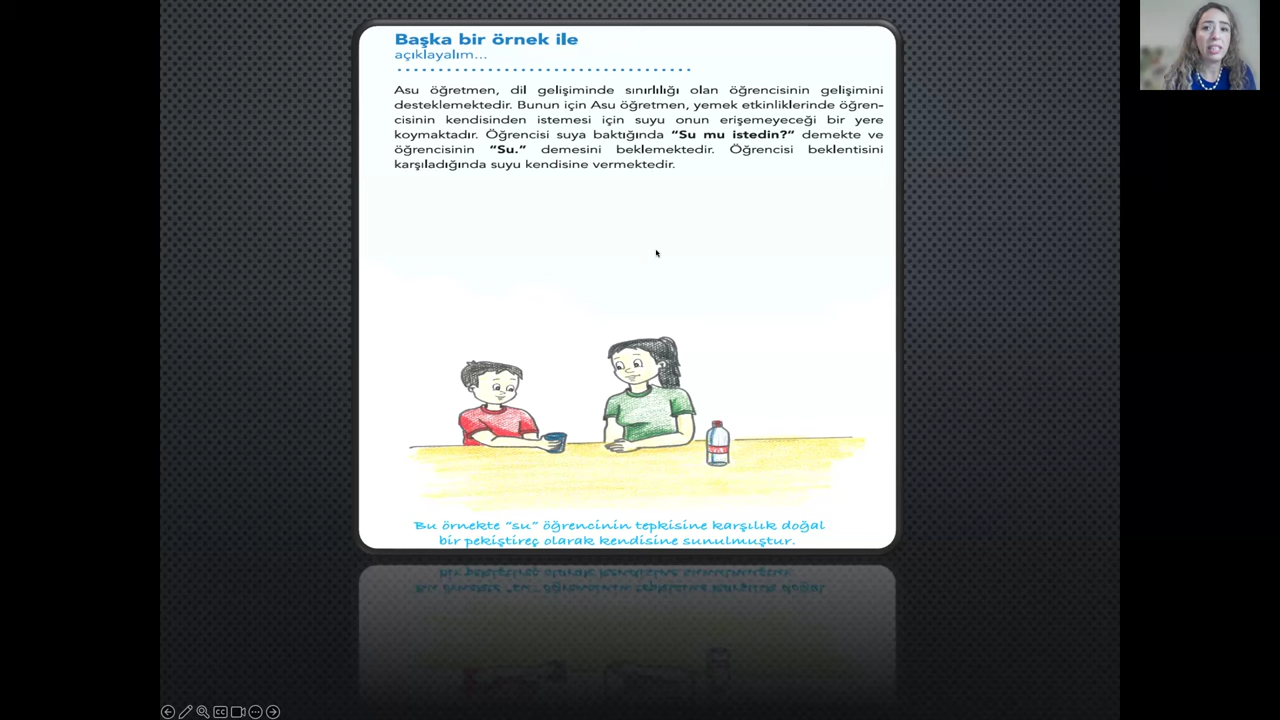 Başka bir örnek ile
açıklayalım...
Asu öğretmen, dil gelişiminde sınırlılığı olan öğrencisinin gelişimini
desteklemektedir. Bunun için Asu öğretmen, yemek etkinliklerinde öğren-
cisinin kendisinden istemesi için suyu onun erişemeyeceği bir yere
koymaktadır. Öğrencisi suya baktığında “Su mu istedin?” demekte ve
öğrencisinin “Su.” demesini beklemektedir. Öğrencisi beklentisini
karşıladığında suyu kendisine vermektedir.
Bu örnekte “su” öğrencinin tepkisine karşılık doğal
bir pekiştireç olarak kendisine sunulmuştur.